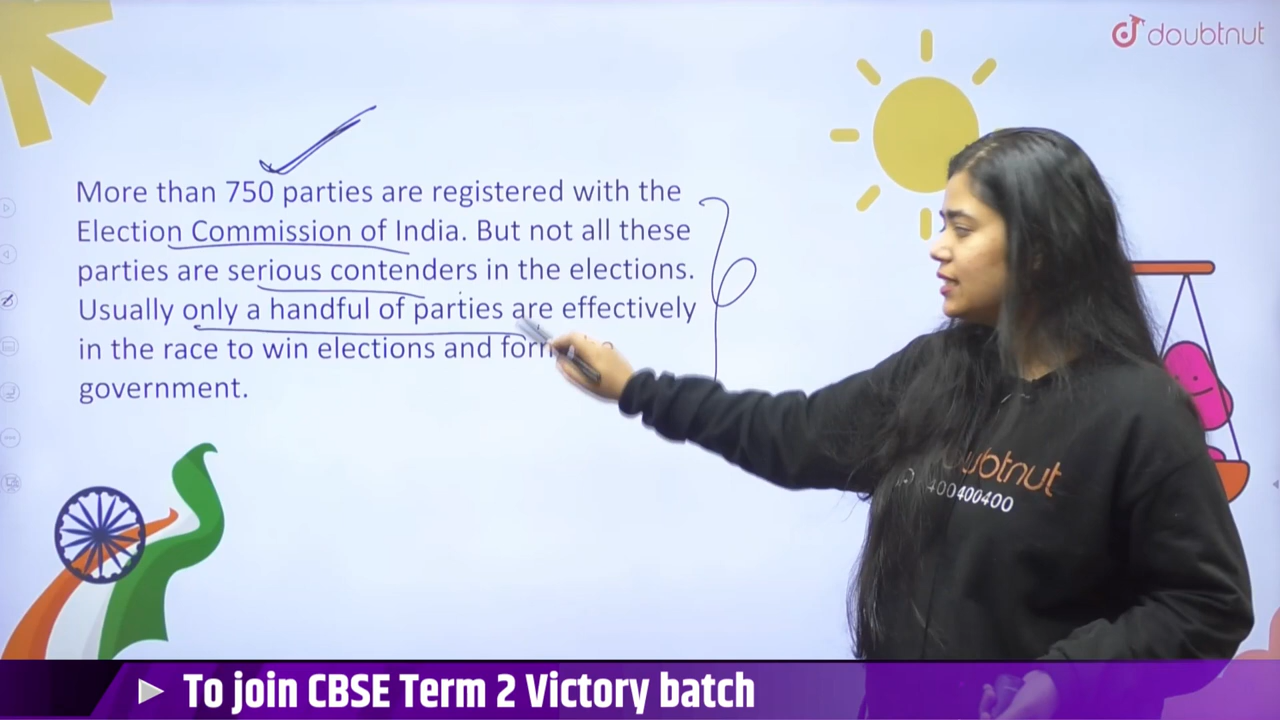 doubtnut
More than 750 parties are registered with the
Election Commission of India. But not all these
parties are serious contenders in the elections.
Usually only a handful of parties are effectively
in the race to win elections and form
government.
doubtnut
400400400
To join CBSE Term 2 Victory batch